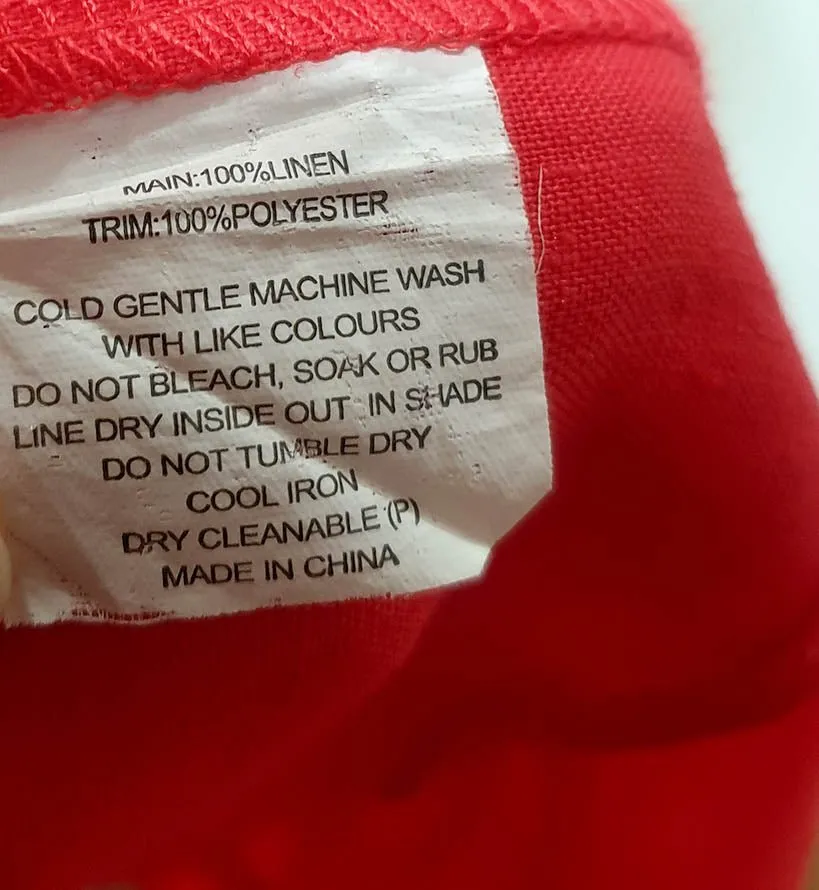 MAIN:100%LINEN
TRIM:100%POLYESTER
COLD GENTLE MACHINE WASH
WITH LIKE COLOURS
DO NOT BLEACH, SOAK OR RUB
LINE DRY INSIDE OUT IN SHADE
DO NOT TUMBLE DRY
COOL IRON
DRY CLEANABLE (P)
MADE IN CHINA